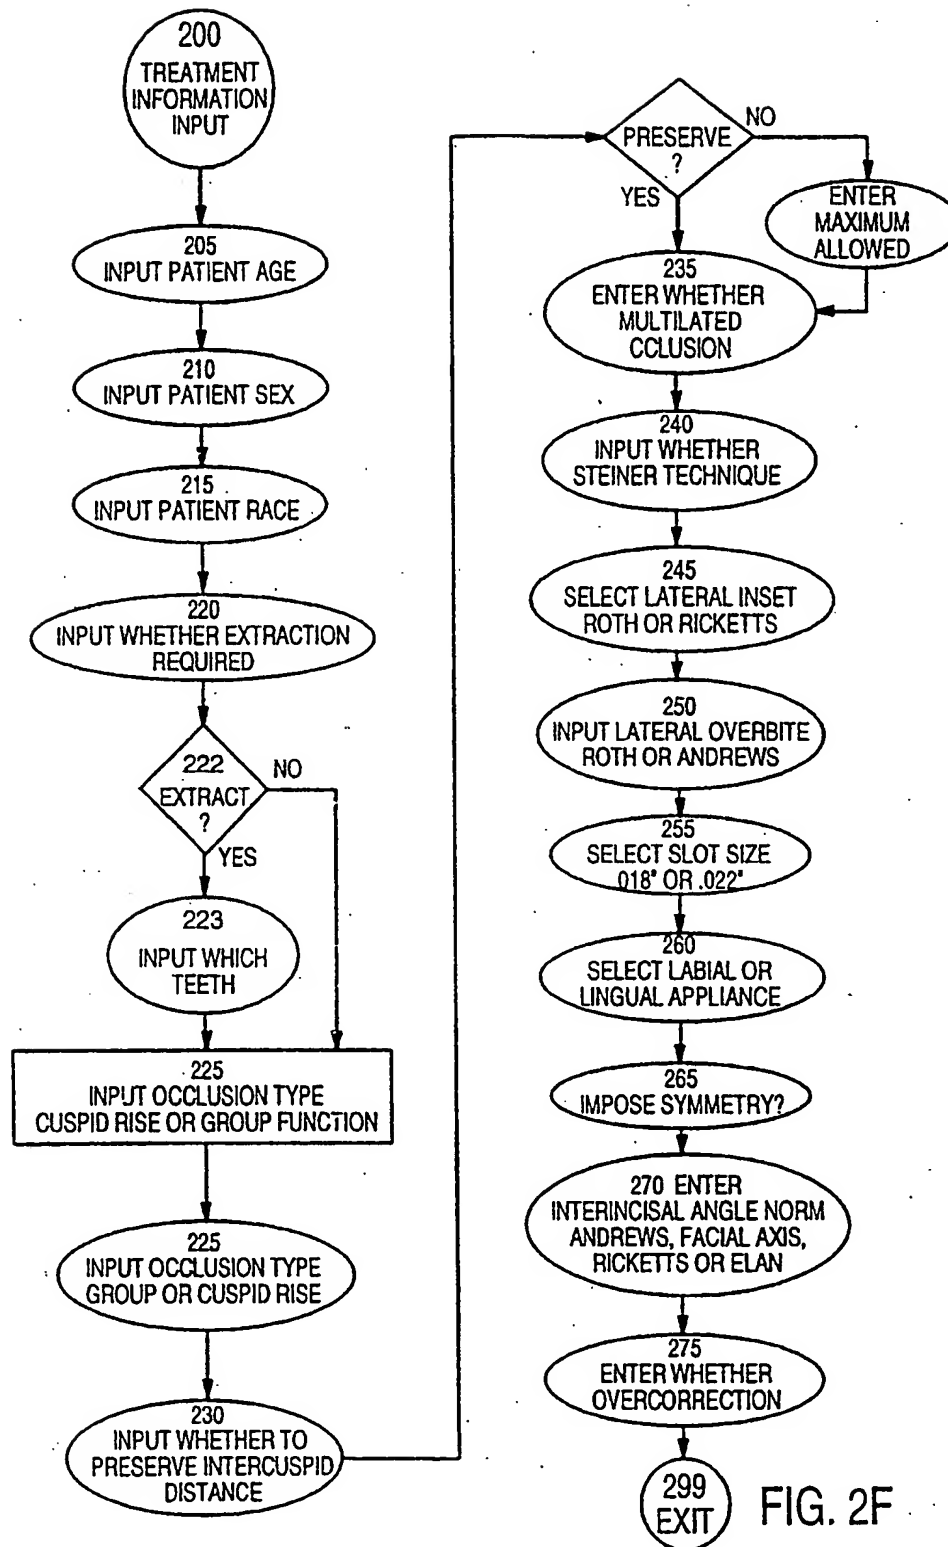 200
TREATMENT
INFORMATION
INPUT
205
INPUT PATIENT AGE
210
INPUT PATIENT SEX
215
INPUT PATIENT RACE
220
INPUT WHETHER EXTRACTION
REQUIRED
222
EXTRACT
?
NO
YES
223
INPUT WHICH
TEETH
225
INPUT OCCLUSION TYPE
CUSPID RISE OR GROUP FUNCTION
225
INPUT OCCLUSION TYPE
GROUP OR CUSPID RISE
230
INPUT WHETHER TO
PRESERVE INTERCUSPID
DISTANCE
PRESERVE
?
NO
YES
ENTER
MAXIMUM
ALLOWED
235
ENTER WHETHER
MULTILATED
CCLUSION
240
INPUT WHETHER
STEINER TECHNIQUE
245
SELECT LATERAL INSET
ROTH OR RICKETTS
250
INPUT LATERAL OVERBITE
ROTH OR ANDREWS
255
SELECT SLOT SIZE
.018" OR .022"
260
SELECT LABIAL OR
LINGUAL APPLIANCE
265
IMPOSE SYMMETRY?
270 ENTER
INTERINCISAL ANGLE NORM
ANDREWS, FACIAL AXIS,
RICKETTS OR ELAN
275
ENTER WHETHER
OVERCORRECTION
299
EXIT
FIG. 2F